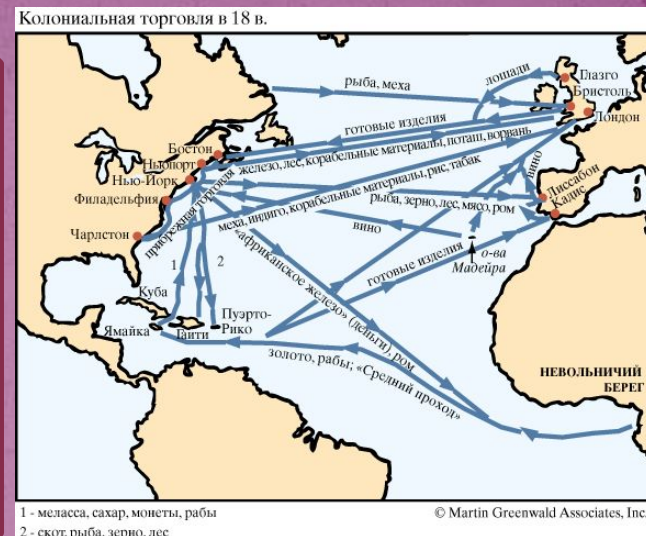 Колониальная торговля в 18 в.
рыба, меха
лошади
Глазго
Бристоль
Лондон
готовые изделия
Бостон
Ньюпорт
железо, лес, корабельные материалы, поташ, ворвань
Нью-Йорк
Филадельфия
приорежная торговля
меха, индиго, корабельные материалы, рис, табак
рыба, зерно, лес, мясо, ром
вино
Лиссабон
Кадис
Чарлстон
вино
о-ва
Мадейра
1
2
«африканское железо» (деньги), ром
готовые изделия
Куба
Ямайка
Гаити
Пуэрто-
Рико
золото, рабы; «Средний проход»
НЕВОЛЬНИЧИЙ
БЕРЕГ
1 - меласса, сахар, монеты, рабы
2 - скот, рыба, зерно, лес
© Martin Greenwald Associates, Inc.